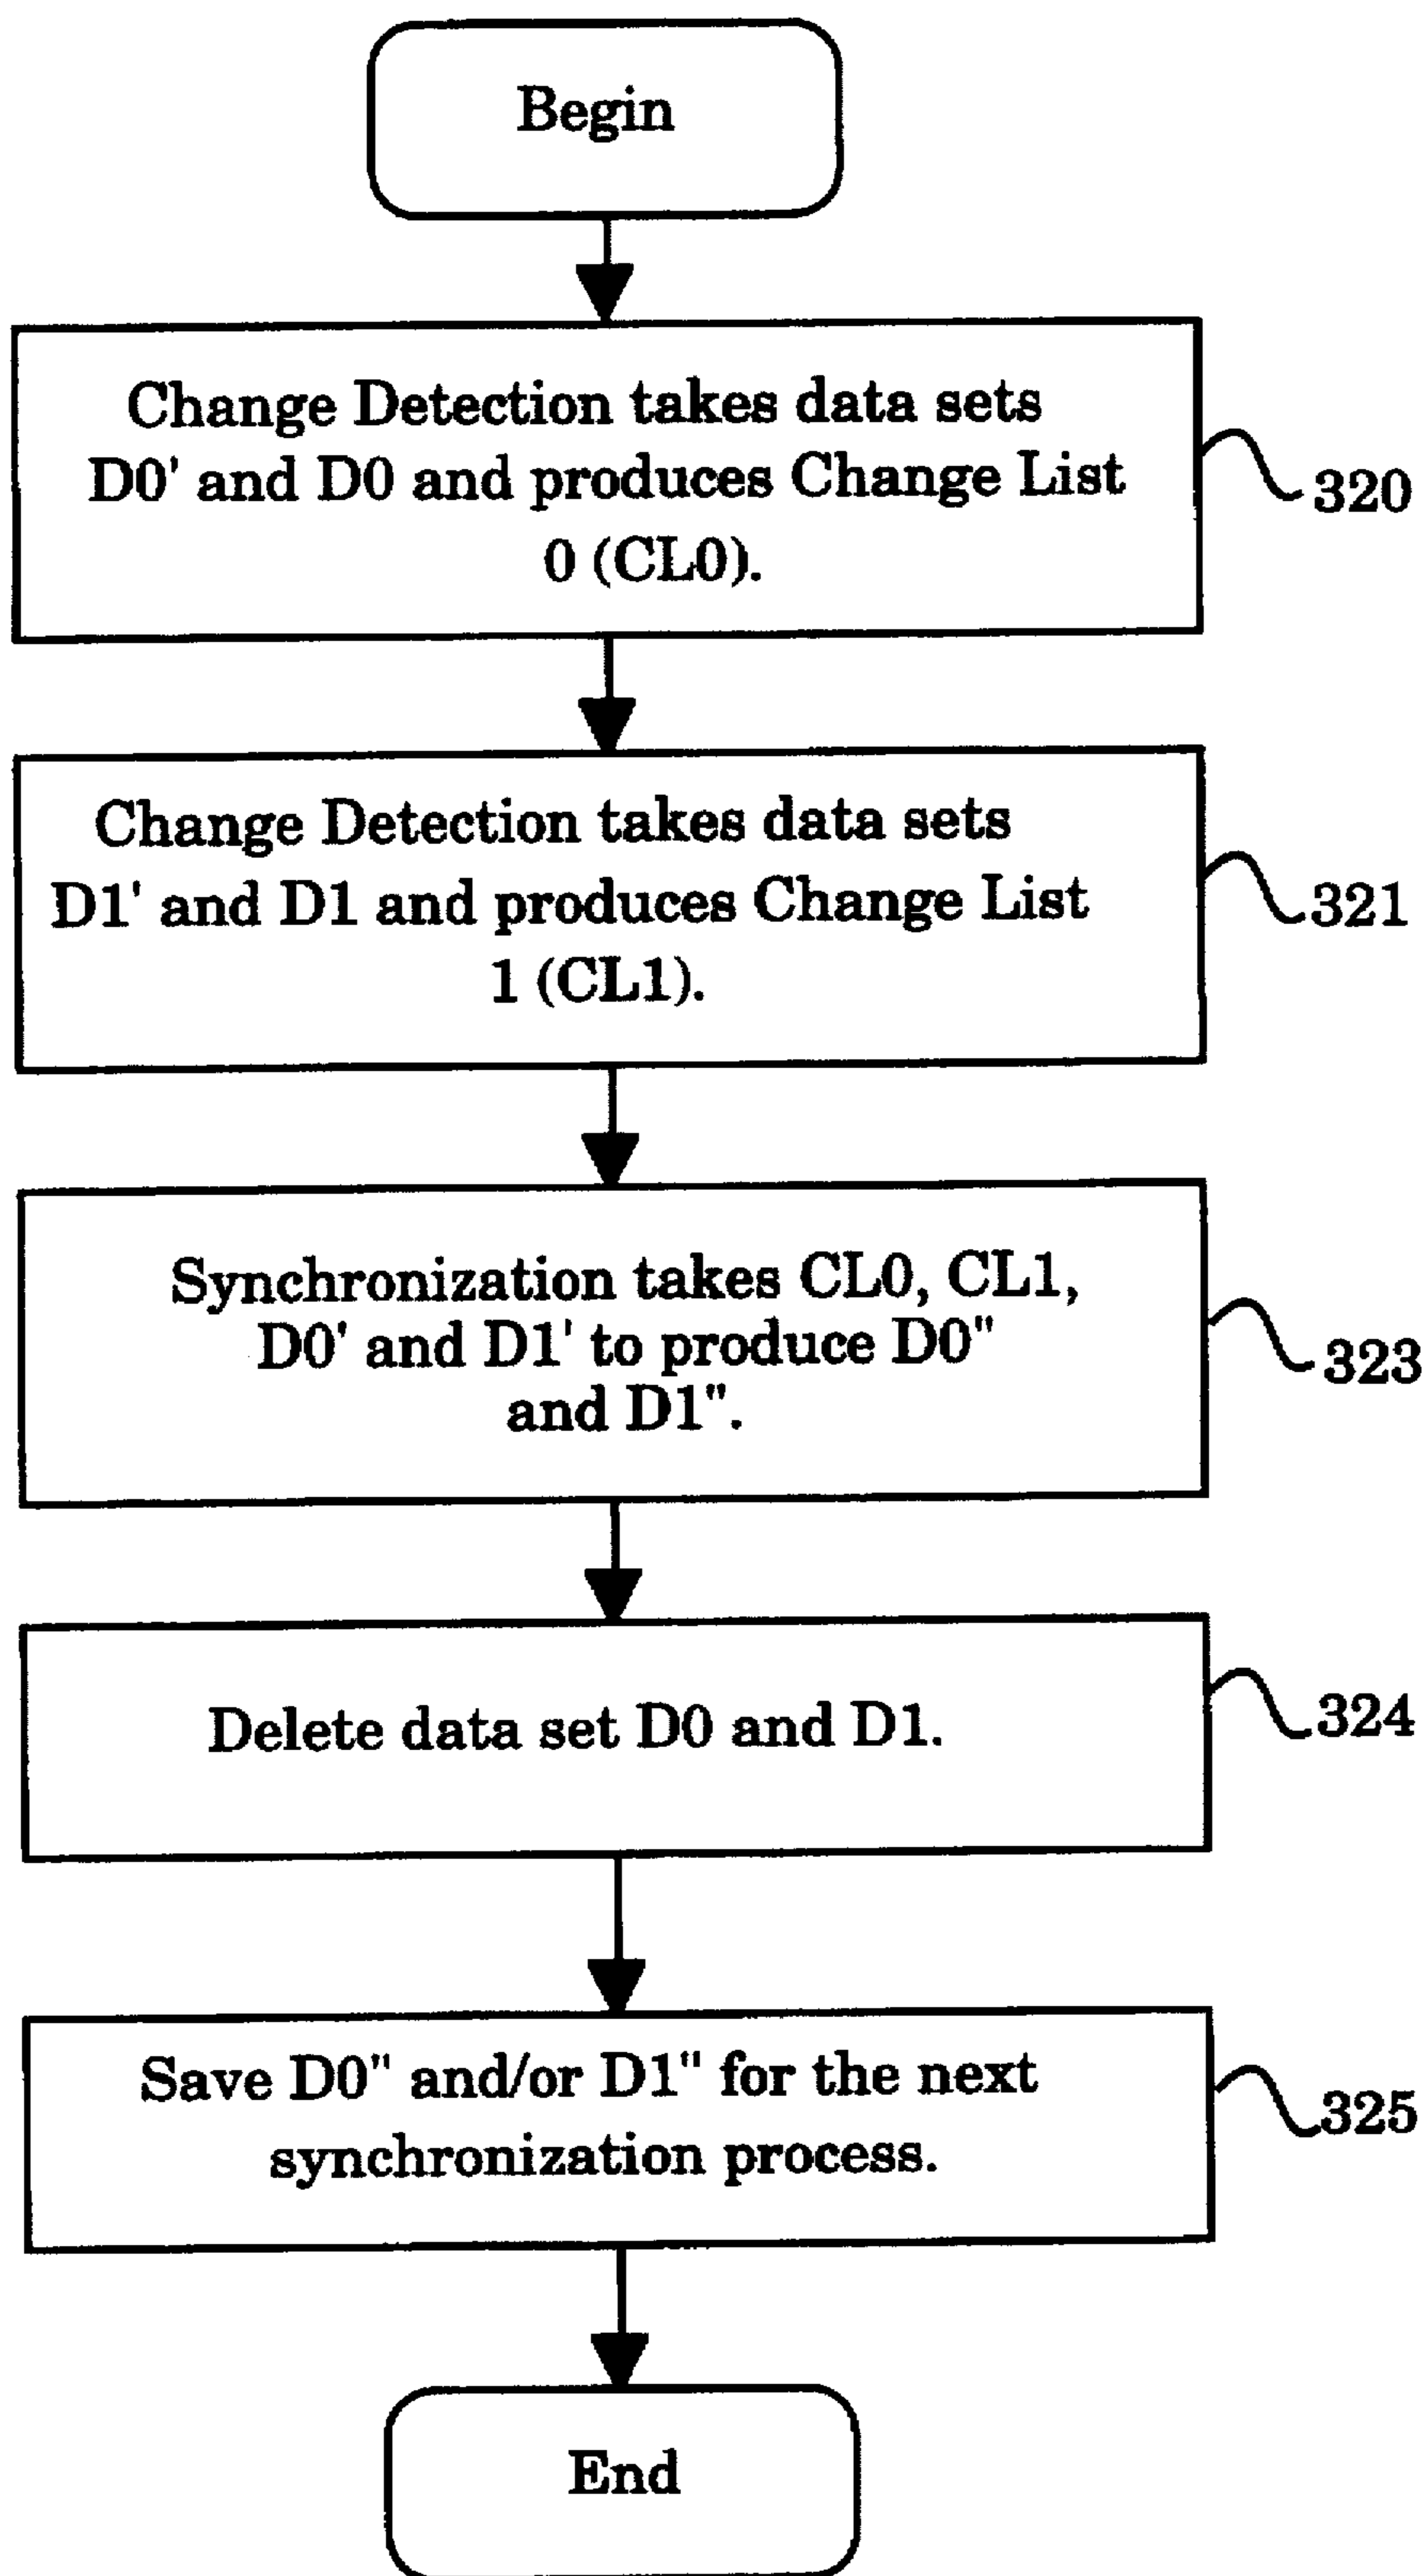 Begin
Change Detection takes data sets
D0' and D0 and produces Change List
0 (CL0).
320
Change Detection takes data sets
D1' and D1 and produces Change List
1 (CL1).
321
Synchronization takes CL0, CL1,
D0' and D1' to produce D0"
and D1".
323
Delete data set D0 and D1.
324
Save D0" and/or D1" for the next
synchronization process.
325
End